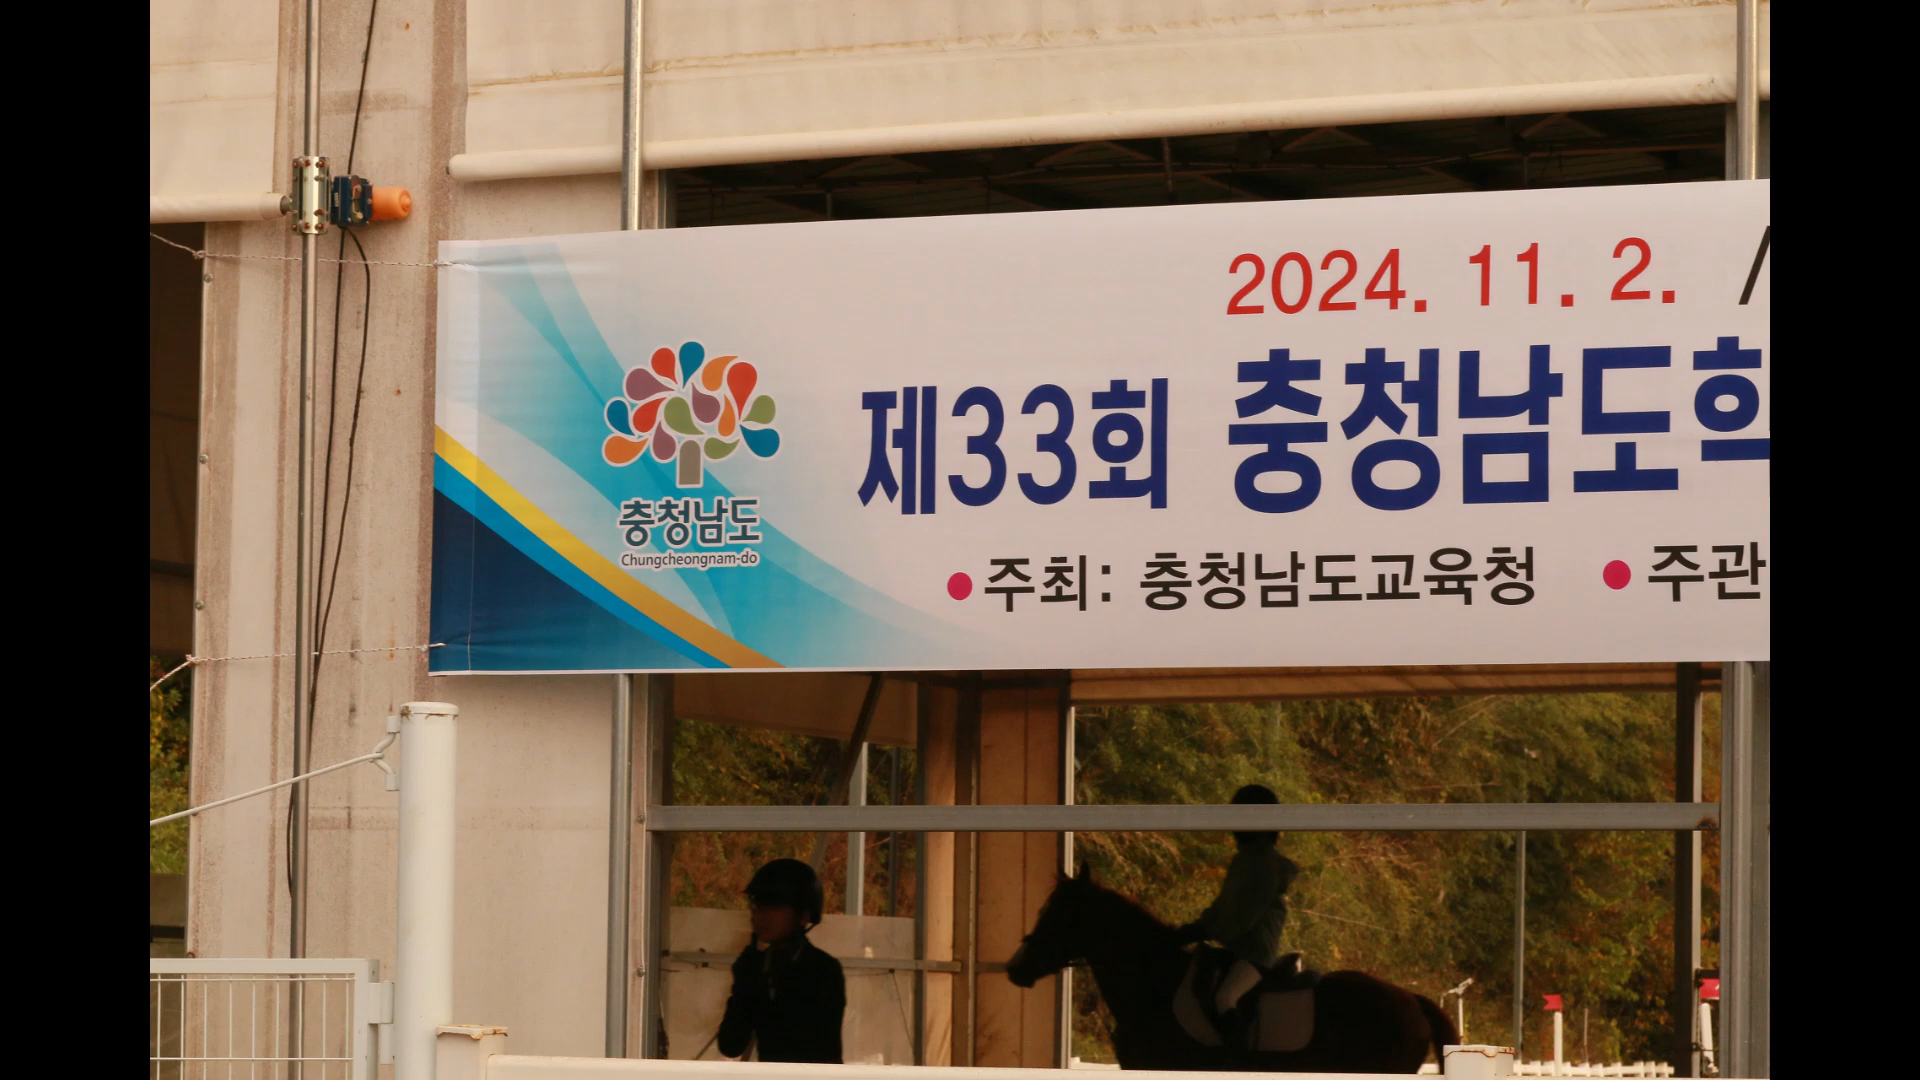 2024. 11. 2. /
제33회 충청남도학
충청남도
Chungcheongnam-do
●주최: 충청남도교육청 ●주관